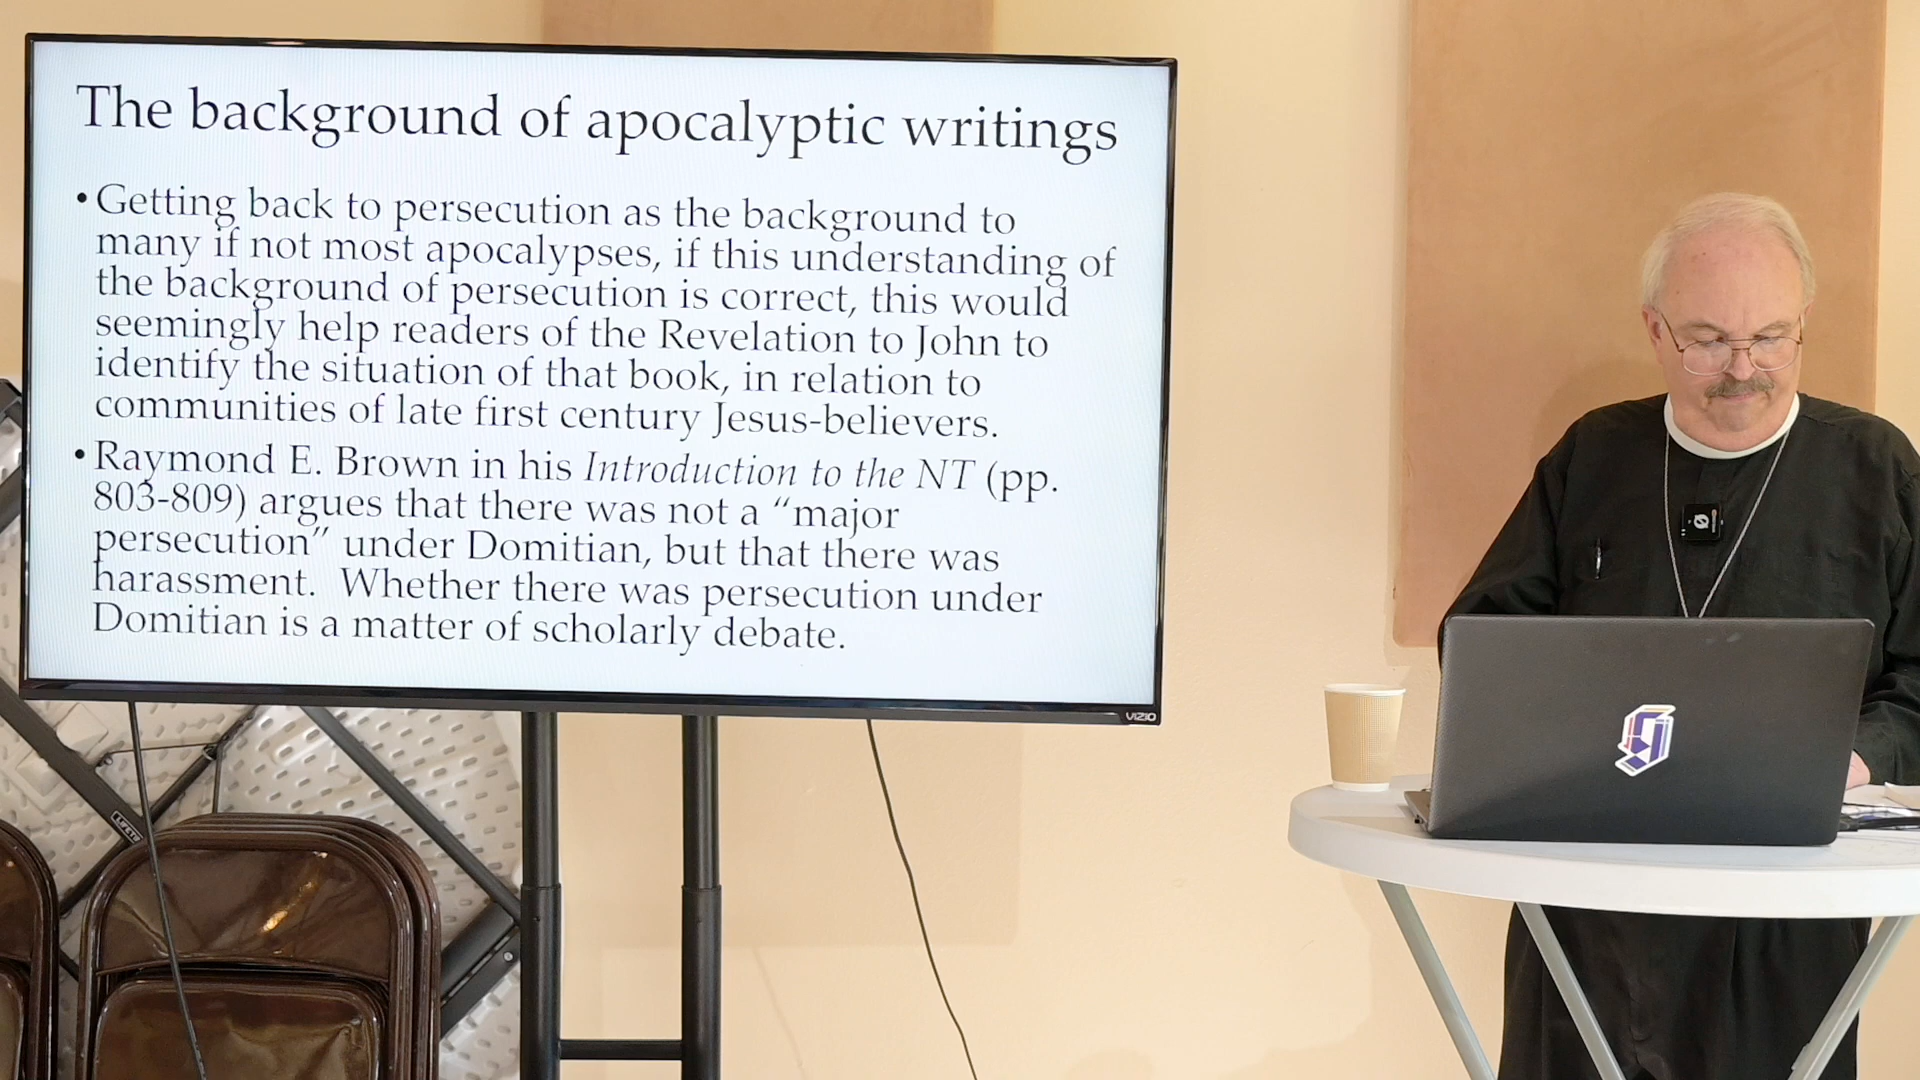 The background of apocalyptic writings
• Getting back to persecution as the background to
many if not most apocalypses, if this understanding of
the background of persecution is correct, this would
seemingly help readers of the Revelation to John to
identify the situation of that book, in relation to
communities of late first century Jesus-believers.
• Raymond E. Brown in his Introduction to the NT (pp.
803-809) argues that there was not a “major
persecution” under Domitian, but that there was
harassment.  Whether there was persecution under
Domitian is a matter of scholarly debate.
VIZIO
LIFETIME